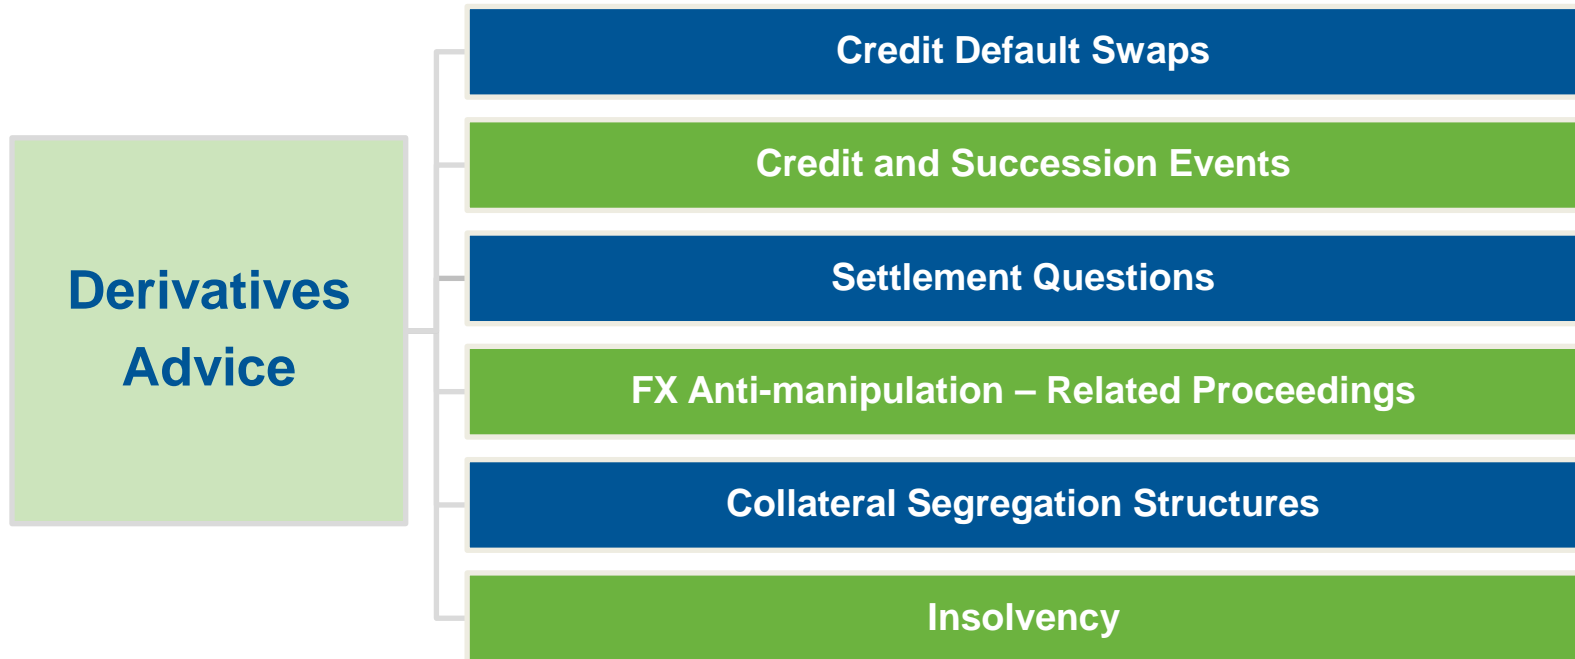 Derivatives
Advice
Credit Default Swaps
Credit and Succession Events
Settlement Questions
FX Anti-manipulation – Related Proceedings
Collateral Segregation Structures
Insolvency